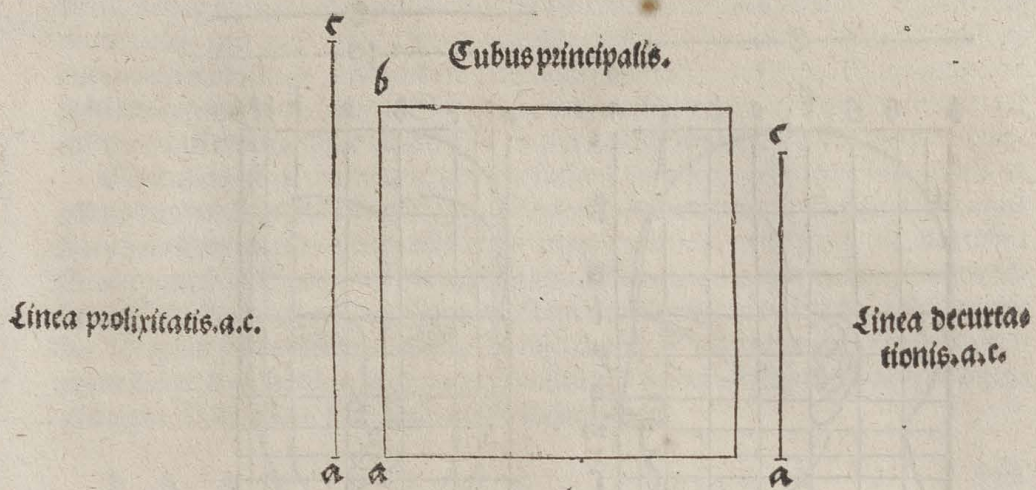 c
Cubus principalis.
b
c
Linea prolixitatis.a.c.
Linea decurta⸗
tionis.a.c.
a a a